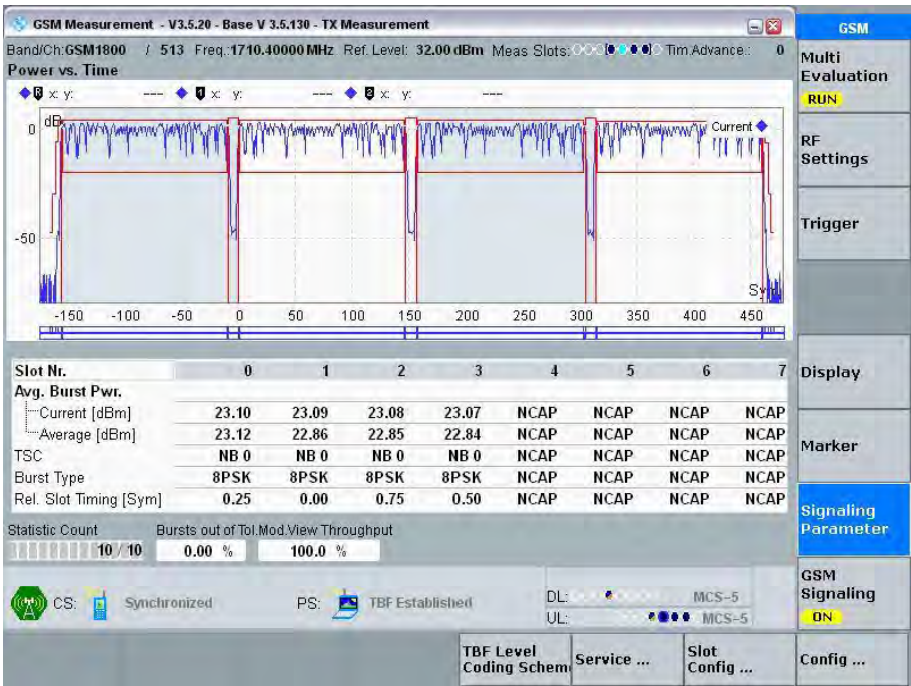 GSM Measurement - V3.5.20 - Base V 3.5.130 - TX Measurement
GSM
Band/Ch:GSM1800 / 513 Freq.:1710.40000 MHz Ref. Level: 32.00 dBm Meas Slots: Tim.Advance.: 0
Power vs. Time
Multi Evaluation
RUN
x: y: --- x: y: --- x: y: ---
dB
Current
0
-50
-150 -100 -50 0 50 100 150 200 250 300 350 400 450
RF Settings
Trigger
Slot Nr. 0 1 2 3 4 5 6 7
Avg. Burst Pwr.
Current [dBm] 23.10 23.09 23.08 23.07 NCAP NCAP NCAP NCAP
Average [dBm] 23.12 22.86 22.85 22.84 NCAP NCAP NCAP NCAP
TSC NB 0 NB 0 NB 0 NB 0 NCAP NCAP NCAP NCAP
Burst Type 8PSK 8PSK 8PSK 8PSK NCAP NCAP NCAP NCAP
Rel. Slot Timing [Sym] 0.25 0.00 0.75 0.50 NCAP NCAP NCAP NCAP
Display
Marker
Signaling Parameter
Statistic Count Bursts out of Tol.Mod.View Throughput
10 / 10 0.00 % 100.0 %
CS: Synchronized PS: TBF Established DL: MCS-5
UL: MCS-5
GSM Signaling
ON
TBF Level
Coding Schem
Service ...
Slot
Config ...
Config ...